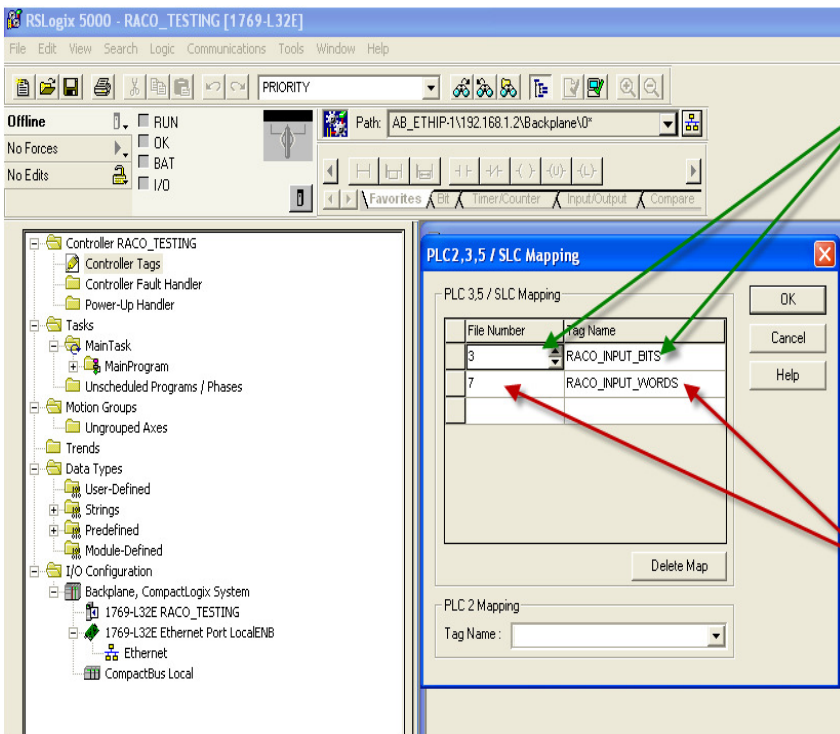 RSLogix 5000 - RACO_TESTING [1769-L32E]
File Edit View Search Logic Communications Tools Window Help
PRIORITY
Offline
RUN
No Forces
OK
No Edits
BAT
I/O
Path: AB_ETHIP-1\192.168.1.2\Backplane\0*
Favorites Bit Timer/Counter Input/Output Compare
Controller RACO_TESTING
Controller Tags
Controller Fault Handler
Power-Up Handler
Tasks
MainTask
MainProgram
Unscheduled Programs / Phases
Motion Groups
Ungrouped Axes
Trends
Data Types
User-Defined
Strings
Predefined
Module-Defined
I/O Configuration
Backplane, CompactLogix System
1769-L32E RACO_TESTING
1769-L32E Ethernet Port LocalENB
Ethernet
CompactBus Local
PLC2,3,5 / SLC Mapping
PLC 3,5 / SLC Mapping
File Number Tag Name
3 RACO_INPUT_BITS
7 RACO_INPUT_WORDS
Delete Map
PLC 2 Mapping
Tag Name :
OK
Cancel
Help